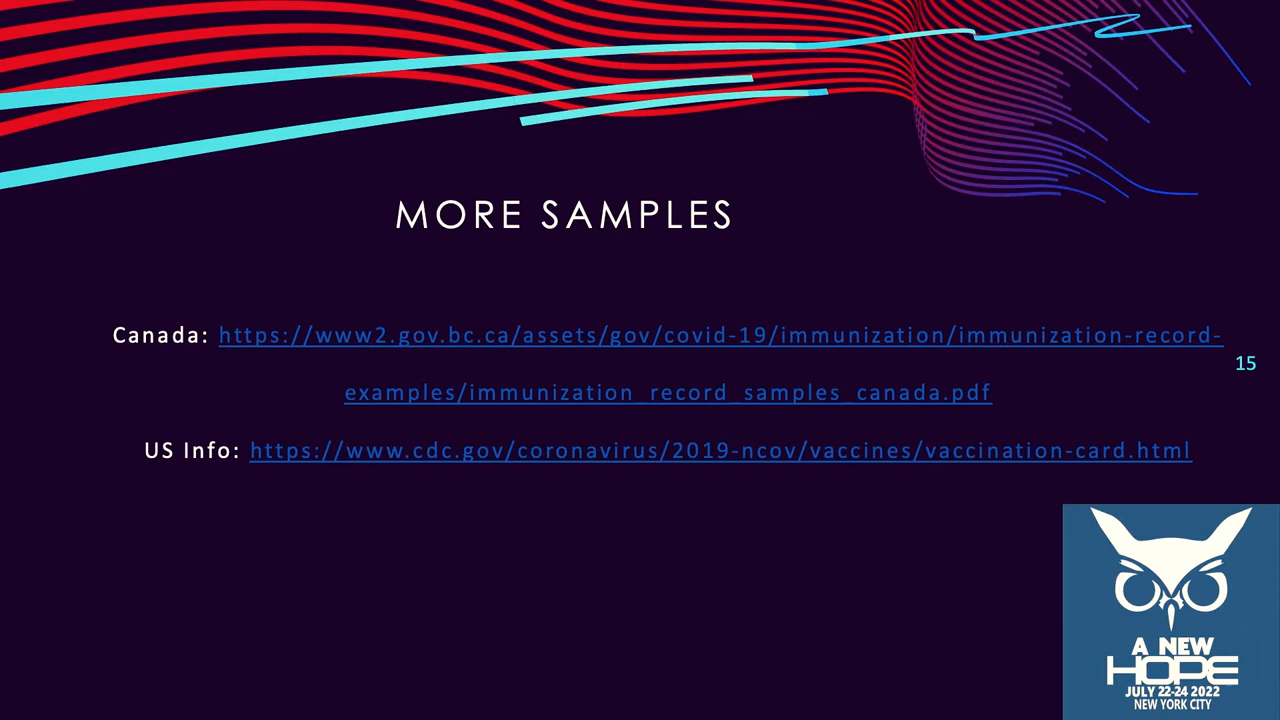 MORE SAMPLES
Canada: https://www2.gov.bc.ca/assets/gov/covid-19/immunization/immunization-record-
15
examples/immunization_record_samples_canada.pdf
US Info: https://www.cdc.gov/coronavirus/2019-ncov/vaccines/vaccination-card.html
A NEW
HOPE
JULY 22-24 2022
NEW YORK CITY